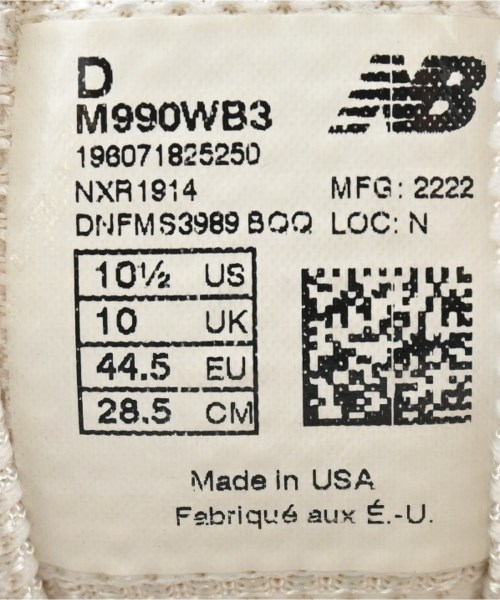 D
NB
M990WB3
196071825250
NXR1914 MFG: 2222
DNFMS3989 BQQ LOC: N
10½ US
10 UK
44.5 EU
28.5 CM
Made in USA
Fabriqué aux É.-U.